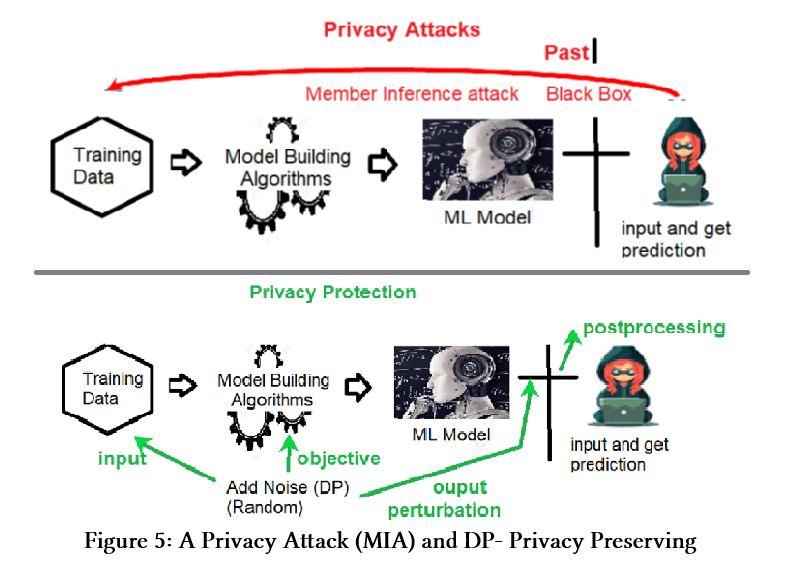 Privacy Attacks
Past
Member Inference attack Black Box
Training
Data
Model Building
Algorithms
ML Model
input and get
prediction
Privacy Protection
postprocessing
Training
Data
Model Building
Algorithms
ML Model
input and get
prediction
input
objective
Add Noise (DP)
(Random)
ouput
perturbation
Figure 5: A Privacy Attack (MIA) and DP- Privacy Preserving